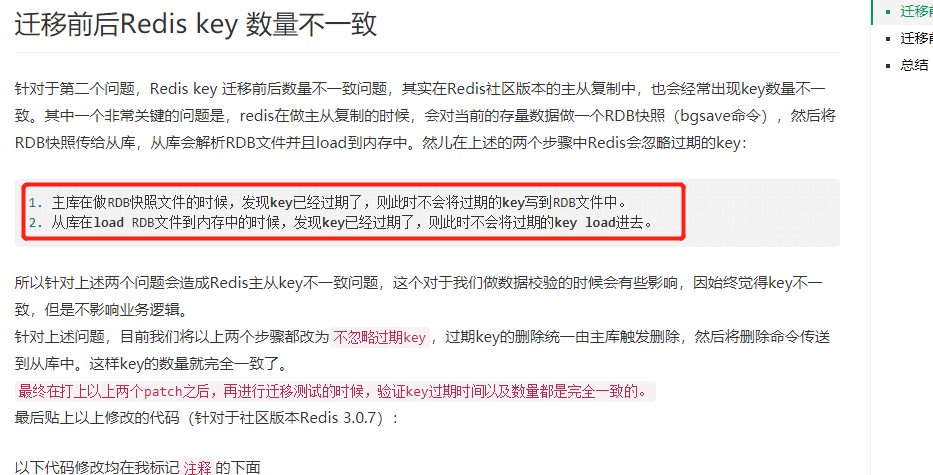 迁移前后Redis key 数量不一致
针对于第二个问题，Redis key 迁移前后数量不一致问题，其实在Redis社区版本的主从复制中，也会经常出现key数量不一
致。其中一个非常关键的问题是，redis在做主从复制的时候，会对当前的存量数据做一个RDB快照（bgsave命令），然后将
RDB快照传给从库，从库会解析RDB文件并且load到内存中。然儿在上述的两个步骤中Redis会忽略过期的key：
1. 主库在做RDB快照文件的时候，发现key已经过期了，则此时不会将过期的key写到RDB文件中。
2. 从库在load RDB文件到内存中的时候，发现key已经过期了，则此时不会将过期的key load进去。
所以针对上述两个问题会造成Redis主从key不一致问题，这个对于我们做数据校验的时候会有些影响，因始终觉得key不一
致，但是不影响业务逻辑。
针对上述问题，目前我们将以上两个步骤都改为 不忽略过期key ，过期key的删除统一由主库触发删除，然后将删除命令传送
到从库中。这样key的数量就完全一致了。
最终在打上以上两个patch之后，再进行迁移测试的时候，验证key过期时间以及数量都是完全一致的。
最后贴上以上修改的代码（针对于社区版本Redis 3.0.7）：
以下代码修改均在我标记 注释 的下面
迁移
迁移
总结